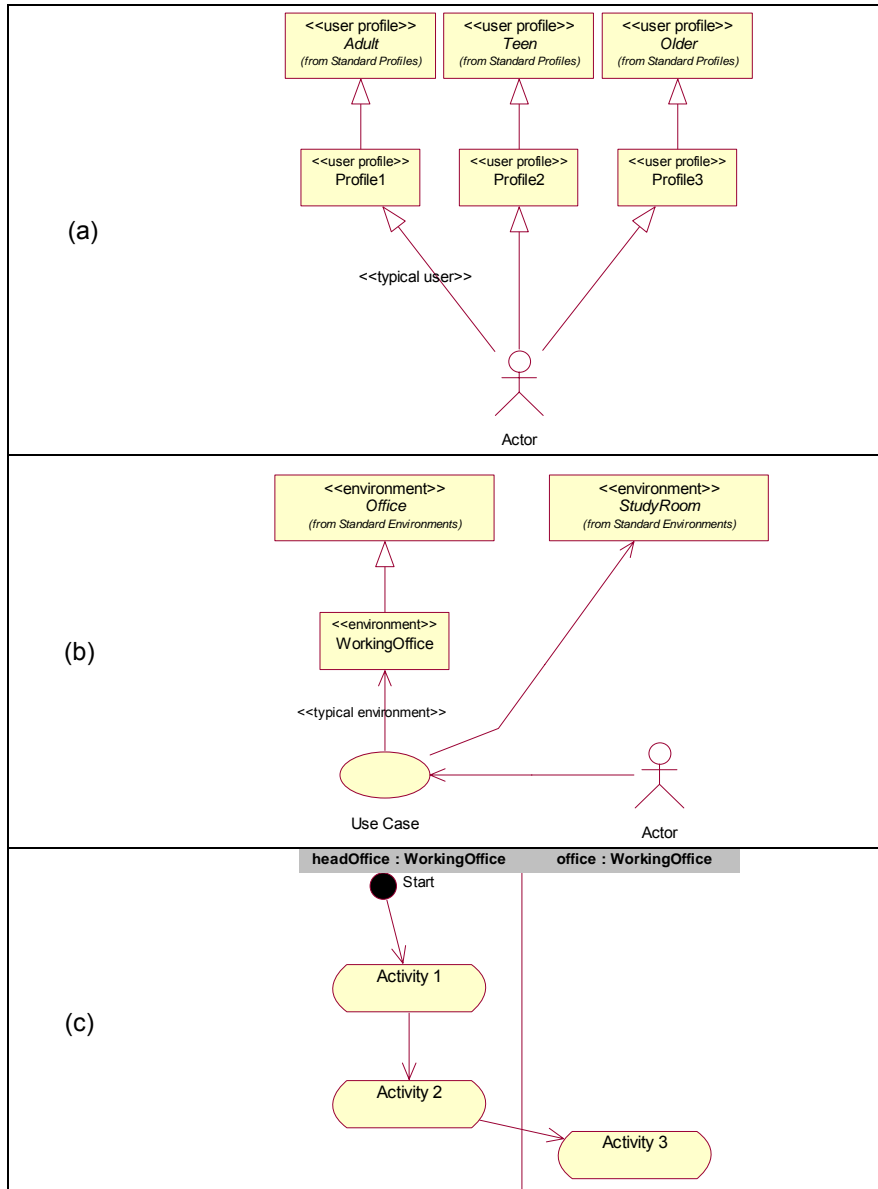 <<user profile>>
Adult
(from Standard Profiles)
<<user profile>>
Teen
(from Standard Profiles)
<<user profile>>
Older
(from Standard Profiles)
<<user profile>>
Profile1
<<user profile>>
Profile2
<<user profile>>
Profile3
(a)
<<typical user>>
Actor
<<environment>>
Office
(from Standard Environments)
<<environment>>
StudyRoom
(from Standard Environments)
<<environment>>
WorkingOffice
(b)
<<typical environment>>
Use Case
Actor
headOffice : WorkingOffice
office : WorkingOffice
Start
Activity 1
(c)
Activity 2
Activity 3